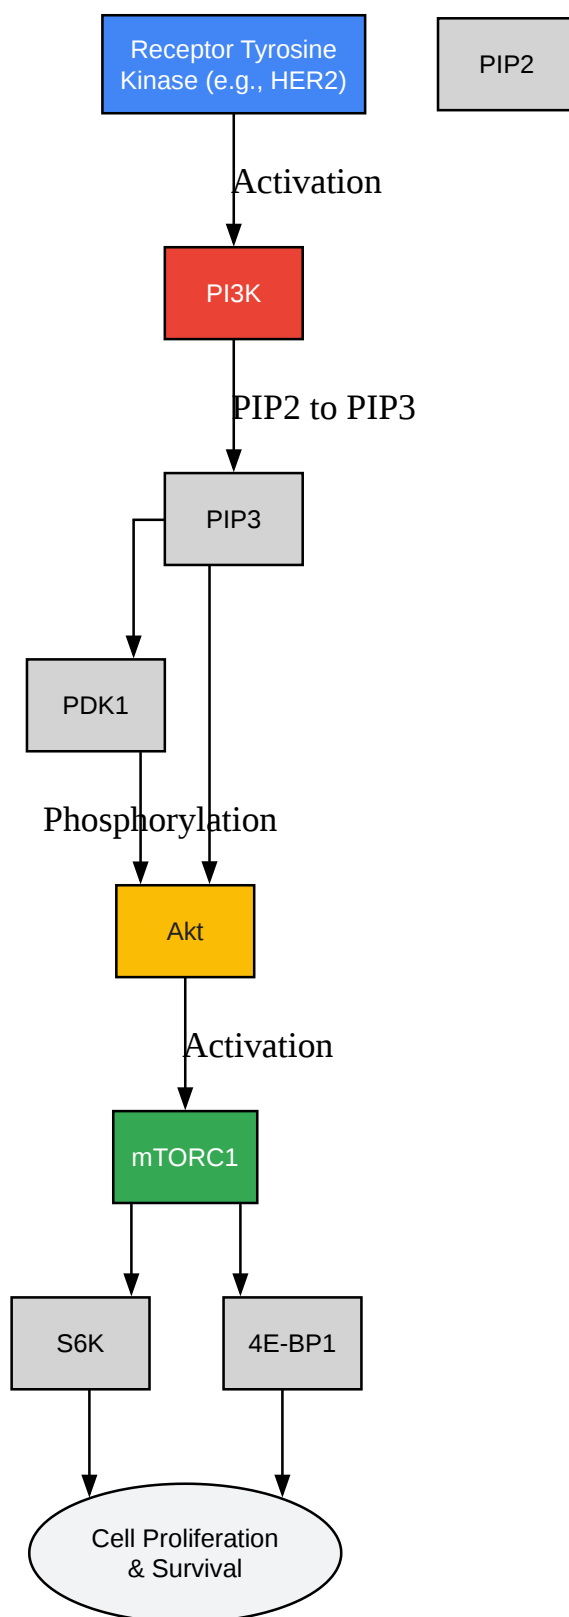 Receptor Tyrosine
Kinase (e.g., HER2)
PIP2
Activation
PI3K
PIP2 to PIP3
PIP3
PDK1
Phosphorylation
Akt
Activation
mTORC1
S6K
4E-BP1
Cell Proliferation
& Survival